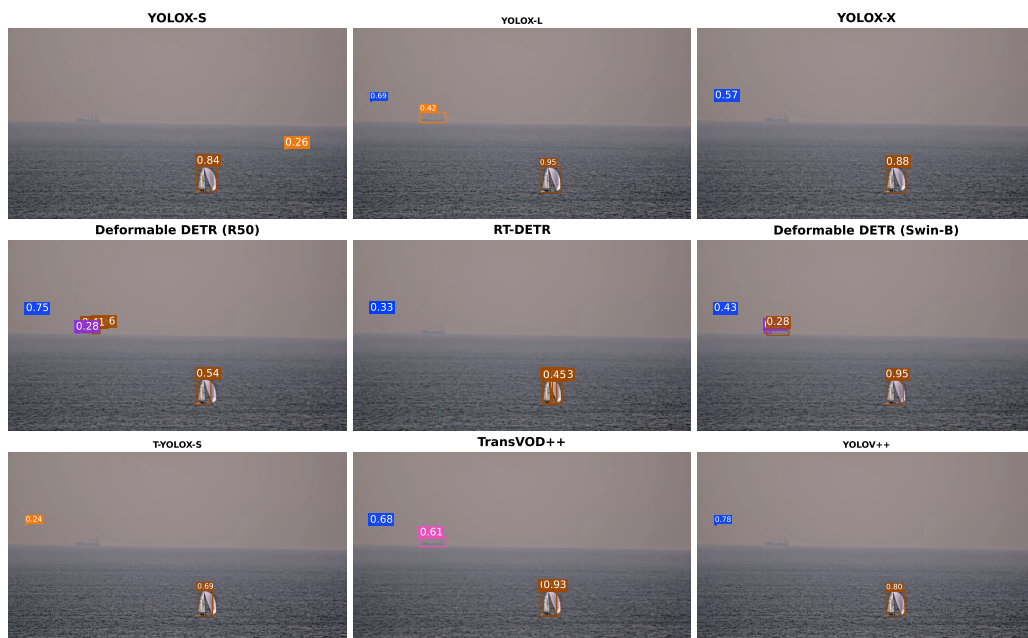 YOLOX-S
0.84
0.26
YOLOX-L
0.69
0.42
0.95
YOLOX-X
0.57
0.88
Deformable DETR (R50)
0.75
0.28
0.54
RT-DETR
0.33
0.45
Deformable DETR (Swin-B)
0.43
0.28
0.95
T-YOLOX-S
0.24
0.69
TransVOD++
0.68
0.61
0.93
YOLOV++
0.78
0.80